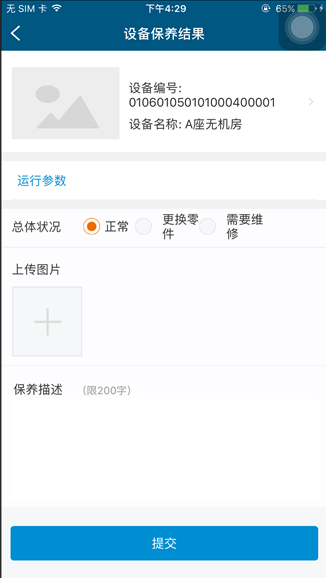 无 SIM 卡 下午4:29 65%
设备保养结果
设备编号:
010601050101000400001
设备名称: A座无机房
运行参数
总体状况 正常 更换零件 需要维修
上传图片
保养描述 (限200字)
提交